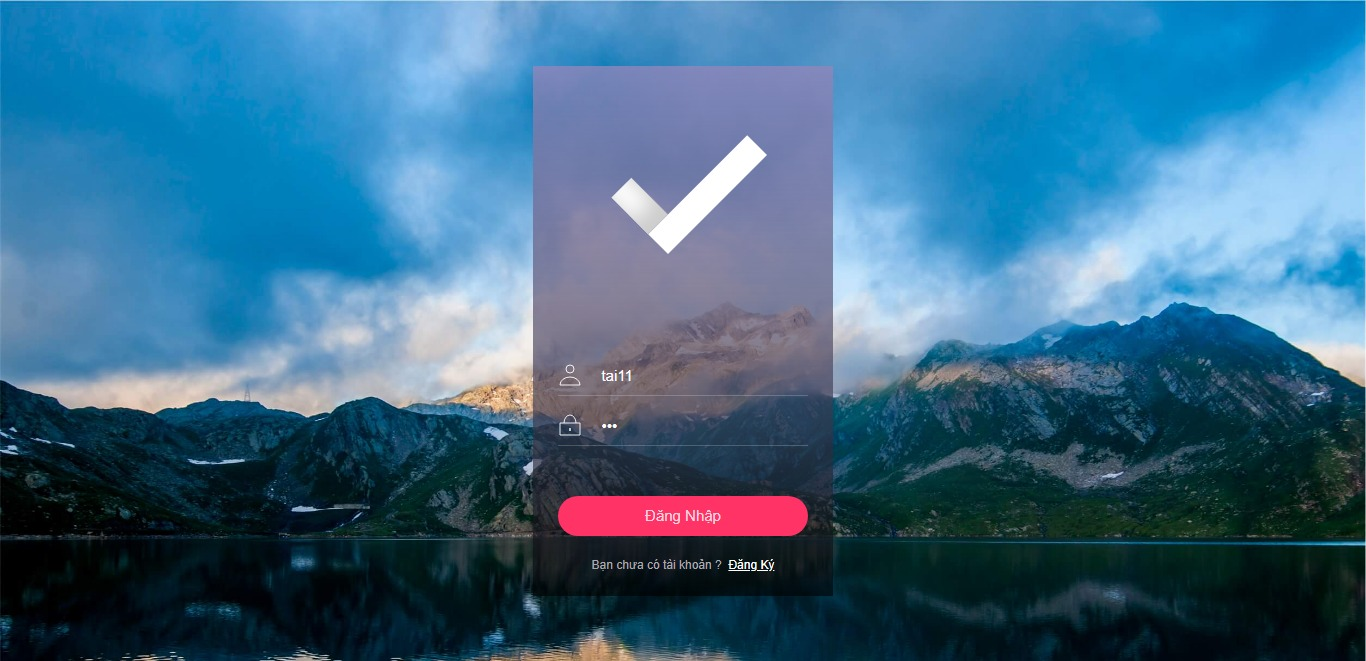 tai11
•••
Đăng Nhập
Bạn chưa có tài khoản ? Đăng Ký